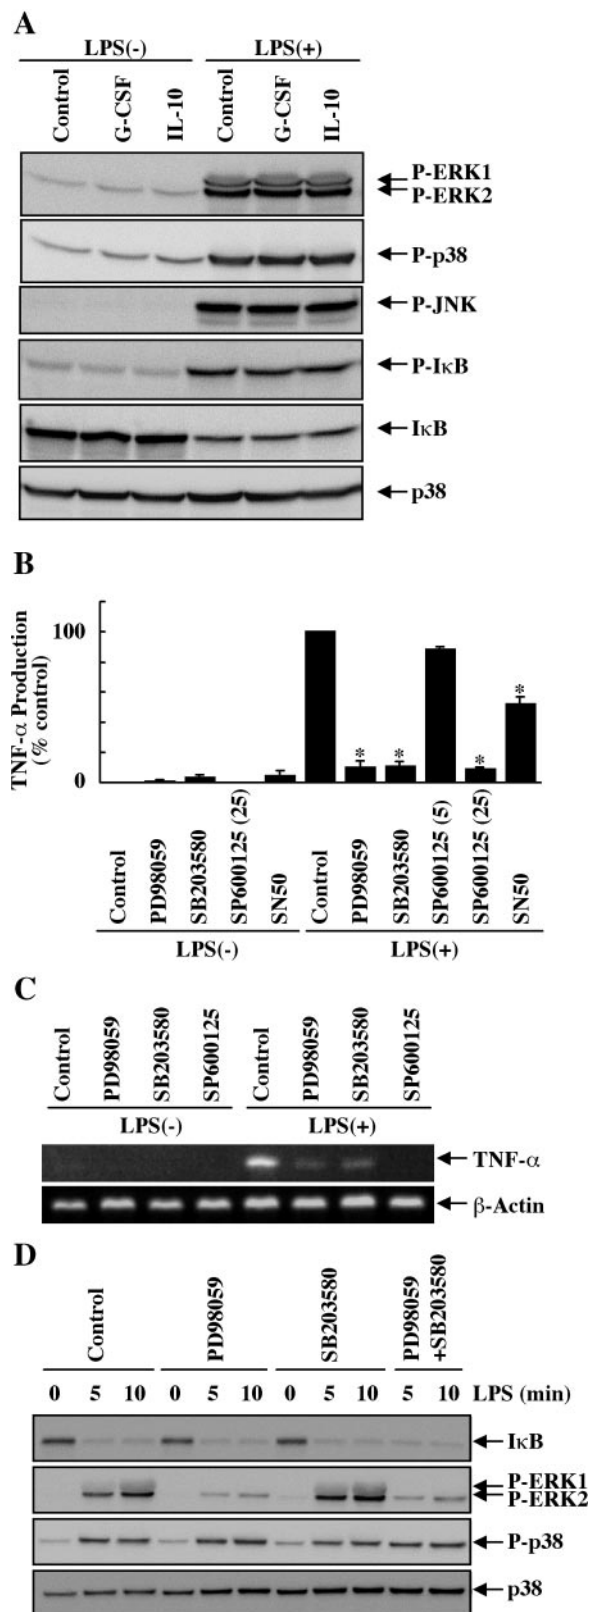 A
LPS(-) LPS(+)
Control G-CSF IL-10 Control G-CSF IL-10
P-ERK1
P-ERK2
P-p38
P-JNK
P-IκB
IκB
p38
B
TNF-α Production
(% control)
100
0
Control PD98059 SB203580 SP600125 (25) SN50 Control PD98059 SB203580 SP600125 (5) SP600125 (25) SN50
* * * *
LPS(-) LPS(+)
C
Control PD98059 SB203580 SP600125 Control PD98059 SB203580 SP600125
LPS(-) LPS(+)
TNF-α
β-Actin
D
Control PD98059 SB203580 PD98059
+SB203580
0 5 10 0 5 10 0 5 10 5 10 LPS (min)
IκB
P-ERK1
P-ERK2
P-p38
p38